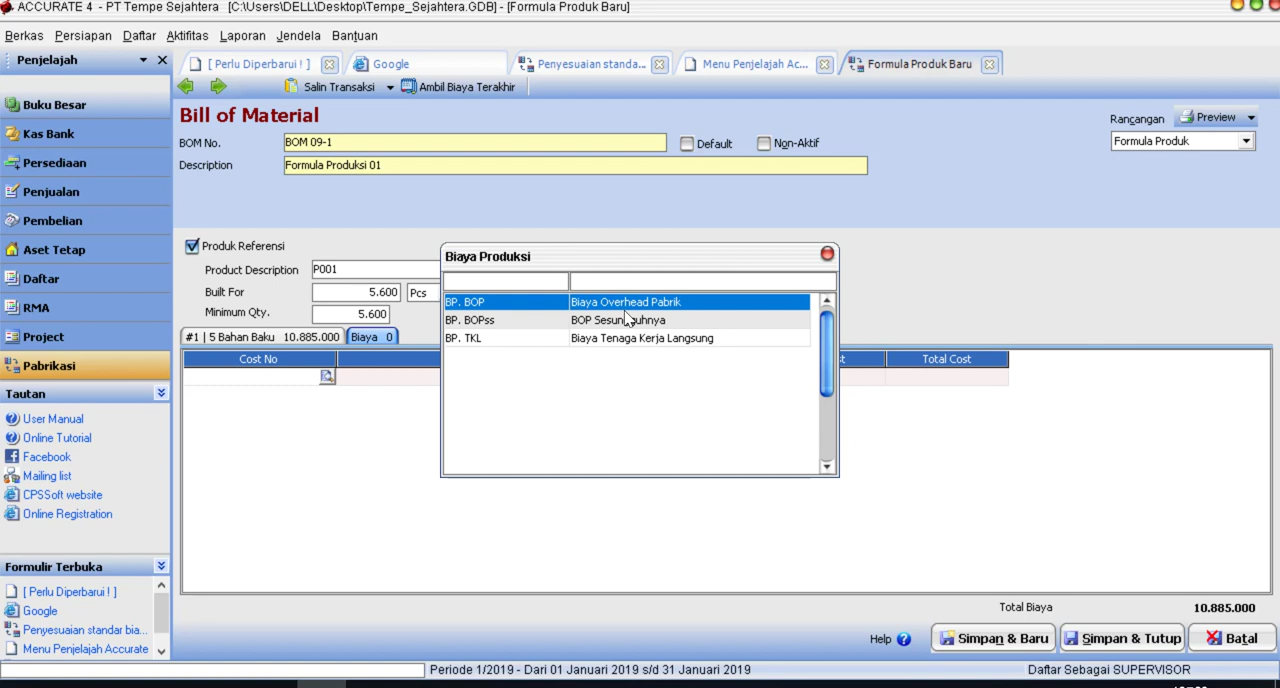 ACCURATE 4 - PT Tempe Sejahtera [C:\Users\DELL\Desktop\Tempe_Sejahtera.GDB] - [Formula Produk Baru]
Berkas Persiapan Daftar Aktifitas Laporan Jendela Bantuan
Penjelajah
[ Perlu Diperbarui ! ] Google Penyesuaian standa... Menu Penjelajah Ac... Formula Produk Baru
Salin Transaksi Ambil Biaya Terakhir
Buku Besar
Kas Bank
Persediaan
Penjualan
Pembelian
Aset Tetap
Daftar
RMA
Project
Pabrikasi
Tautan
User Manual
Online Tutorial
Facebook
Mailing list
CPSSoft website
Online Registration
Formulir Terbuka
[ Perlu Diperbarui ! ]
Google
Penyesuaian standar bia...
Menu Penjelajah Accurate
Bill of Material
Rancangan Preview
Formula Produk
BOM No. BOM 09-1 Default Non-Aktif
Description Formula Produksi 01
Produk Referensi
Product Description P001
Built For 5.600 Pcs
Minimum Qty. 5.600
#1 | 5 Bahan Baku 10.885.000 Biaya 0
Cost No Total Cost
Biaya Produksi
BP. BOP Biaya Overhead Pabrik
BP. BOPss
BP. TKL Biaya Tenaga Kerja Langsung
Total Biaya 10.885.000
Help Simpan & Baru Simpan & Tutup Batal
Periode 1/2019 - Dari 01 Januari 2019 s/d 31 Januari 2019 Daftar Sebagai SUPERVISOR